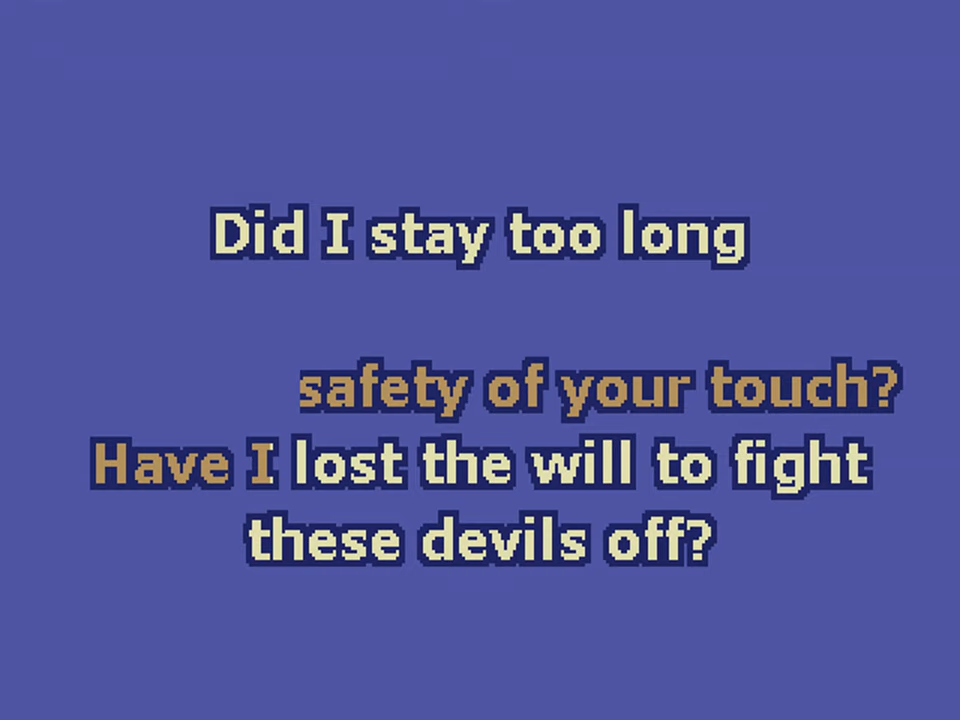 Did I stay too long
safety of your touch?
Have I lost the will to fight
these devils off?